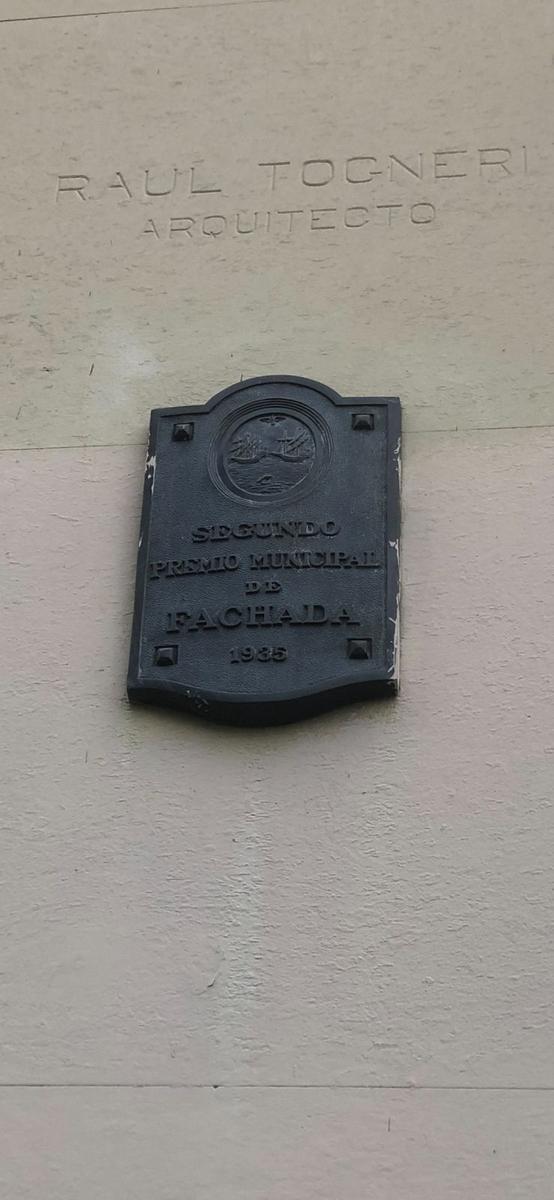 RAUL TOGNERI
ARQUITECTO
SEGUNDO
PREMIO MUNICIPAL
DE
FACHADA
1935